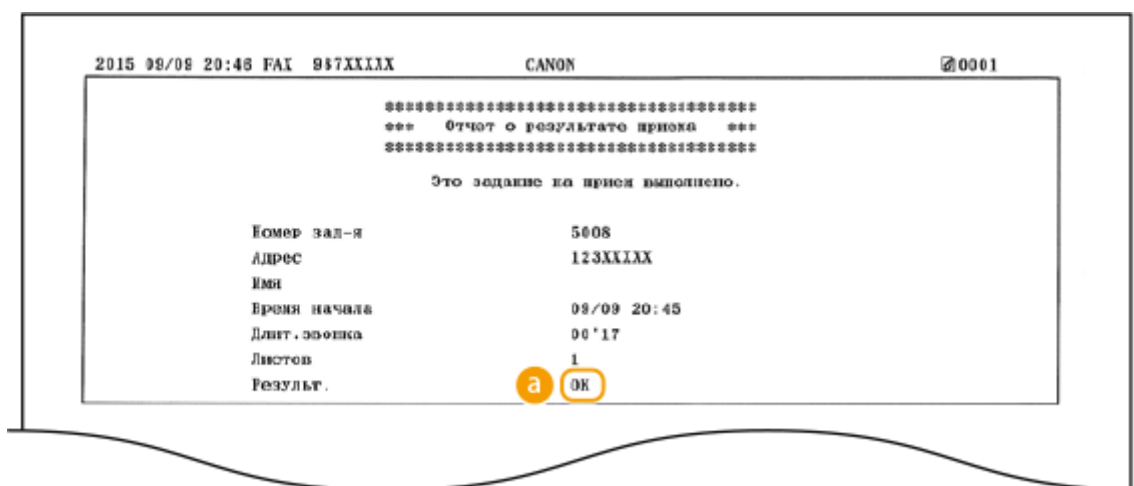 2015 09/09 20:46 FAX 987XXXXX CANON 0001
**************************************
*** Отчет о результате приема ***
**************************************
Это задание на прием выполнено.
Номер зад-я 5008
Адрес 123XXXXX
Имя
Время начала 09/09 20:45
Длит.звонка 00'17
Листов 1
Результ. a OK